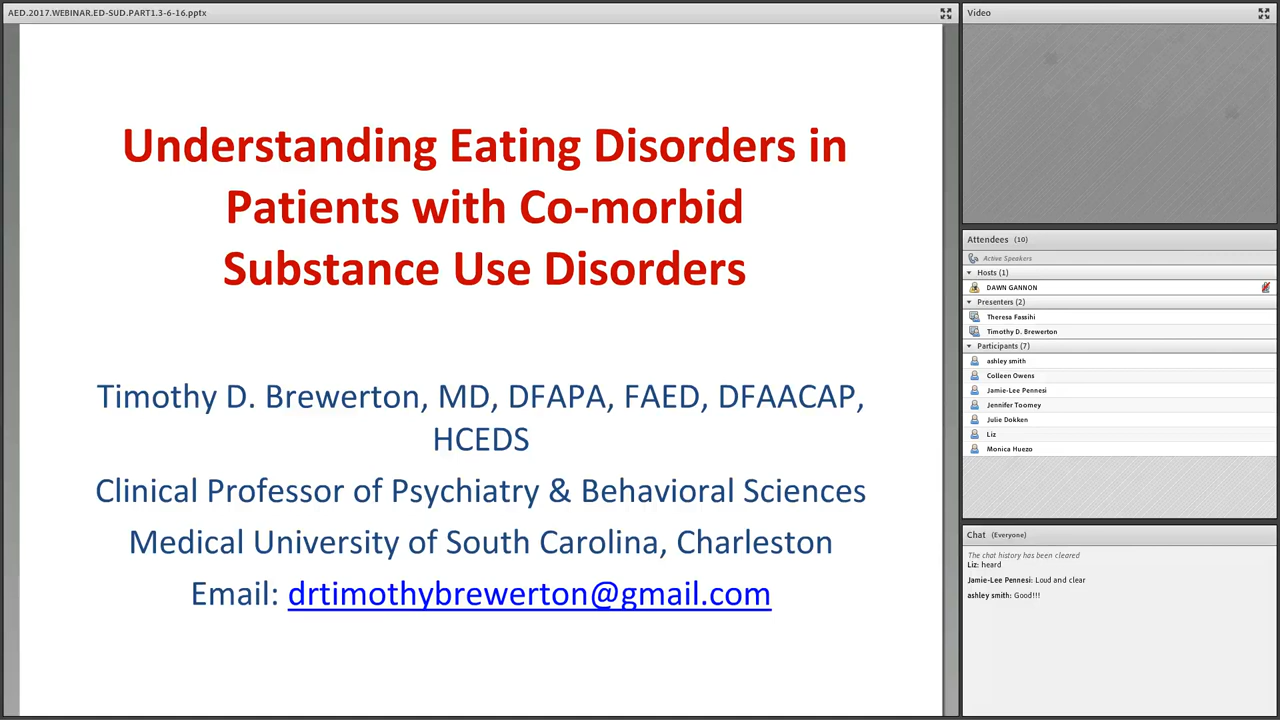 AED.2017.WEBINAR.ED-SUD.PART1.3-6-16.pptx
Understanding Eating Disorders in
Patients with Co-morbid
Substance Use Disorders
Timothy D. Brewerton, MD, DFAPA, FAED, DFAACAP,
HCEDS
Clinical Professor of Psychiatry & Behavioral Sciences
Medical University of South Carolina, Charleston
Email: drtimothybrewerton@gmail.com
Video
Attendees (10)
Active Speakers
Hosts (1)
DAWN GANNON
Presenters (2)
Theresa Fassihi
Timothy D. Brewerton
Participants (7)
ashley smith
Colleen Owens
Jamie-Lee Pennesi
Jennifer Toomey
Julie Dokken
Liz
Monica Huezo
Chat (Everyone)
The chat history has been cleared
Liz: heard
Jamie-Lee Pennesi: Loud and clear
ashley smith: Good!!!